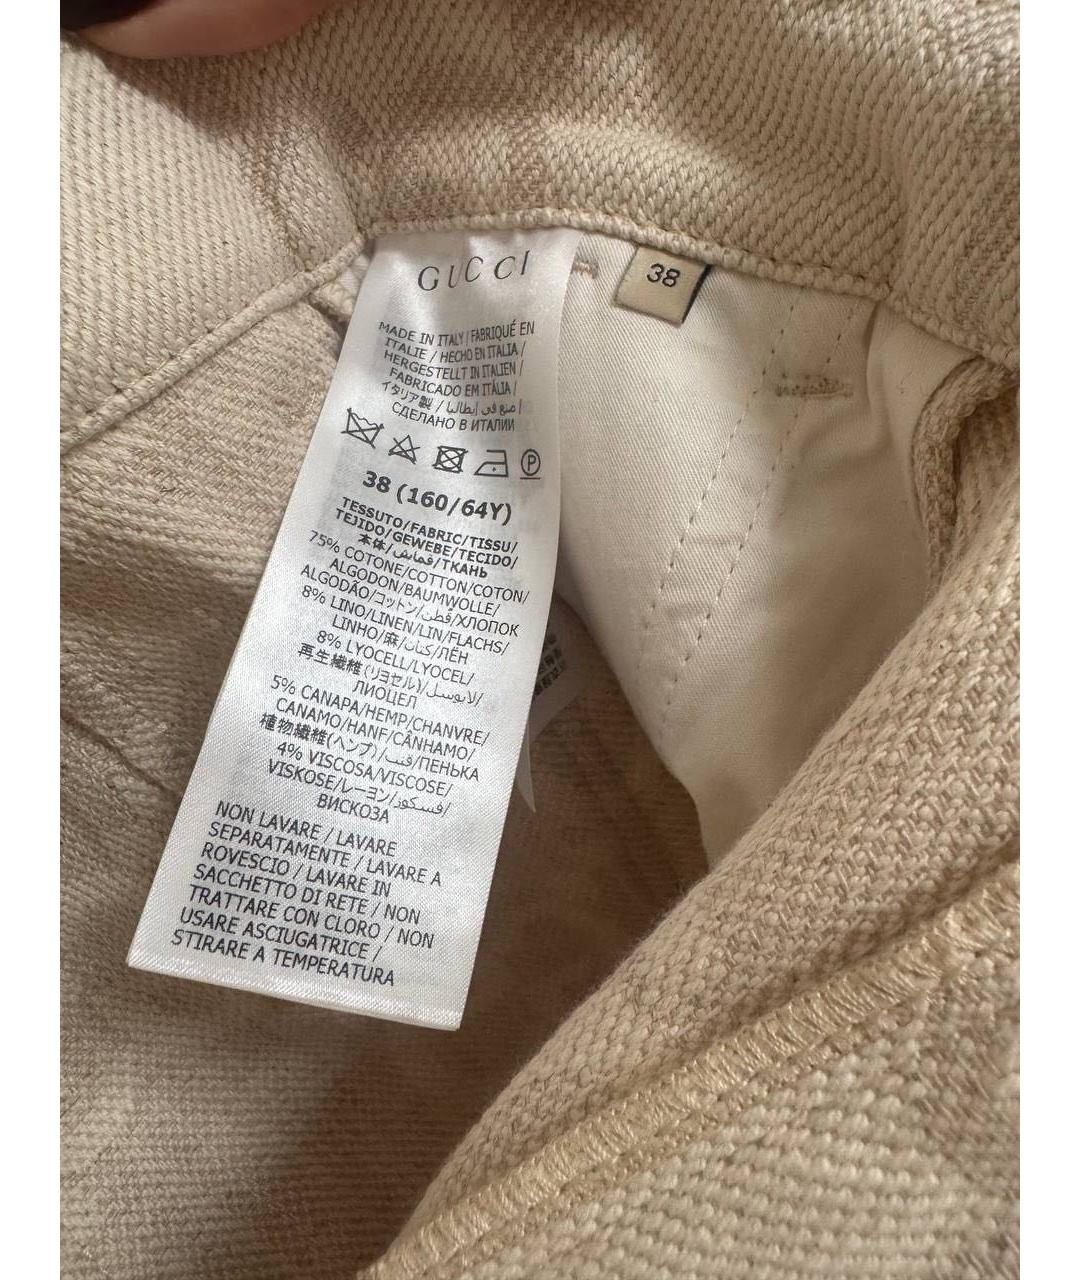 GUCCI
38
MADE IN ITALY / FABRIQUÉ EN
ITALIE / HECHO EN ITALIA /
HERGESTELLT IN ITALIEN /
FABRICADO EM ITÁLIA /
イタリア製 / صنع في إيطاليا /
СДЕЛАНО В ИТАЛИИ
P
38 (160/64Y)
TESSUTO/FABRIC/TISSU/
TEJIDO/GEWEBE/TECIDO/
本体/قماش/ТКАНЬ
75% COTONE/COTTON/COTON/
ALGODON/BAUMWOLLE/
ALGODÃO/コットン/قطن/ХЛОПОК
8% LINO/LINEN/LIN/FLACHS/
LINHO/麻/كتان/ЛЁН
8% LYOCELL/LYOCEL/
再生繊維(リヨセル)/لايوسل/
ЛИОЦЕЛ
5% CANAPA/HEMP/CHANVRE/
CANAMO/HANF/CÂNHAMO/
植物繊維(ヘンプ)/قنب/ПЕНЬКА
4% VISCOSA/VISCOSE/
VISKOSE/レーヨン/فسكوز/
ВИСКОЗА
NON LAVARE / LAVARE
SEPARATAMENTE / LAVARE A
ROVESCIO / LAVARE IN
SACCHETTO DI RETE / NON
TRATTARE CON CLORO / NON
USARE ASCIUGATRICE /
STIRARE A TEMPERATURA